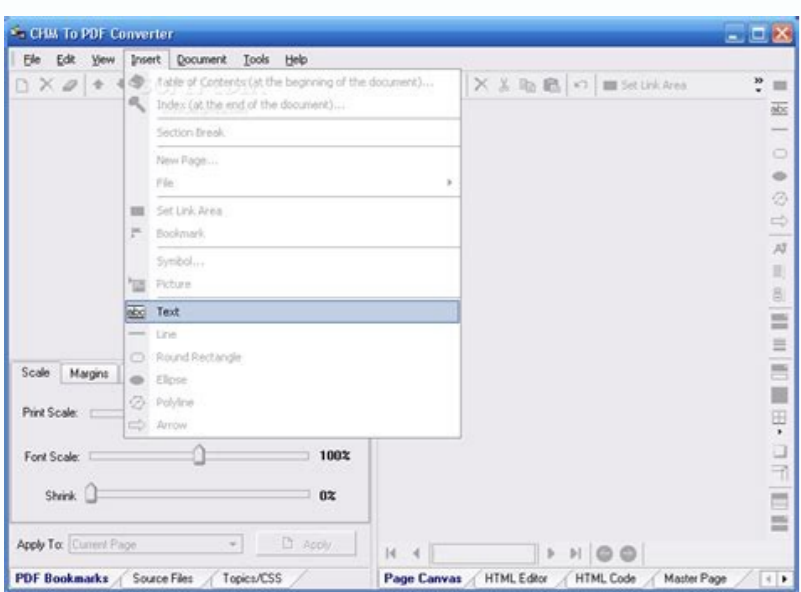 CHM To PDF Converter
File Edit View Insert Document Tools Help
Table of Contents (at the beginning of the document)...
Set Link Area
Index (at the end of the document)...
abc
Section Break
New Page...
File
Set Link Area
Bookmark
Symbol...
Picture
abc Text
Line
Round Rectangle
Ellipse
Polyline
Arrow
Scale Margins
Print Scale:
Font Scale: 100%
Shrink: 0%
Apply To: Current Page Apply
PDF Bookmarks Source Files Topics/CSS Page Canvas HTML Editor HTML Code Master Page